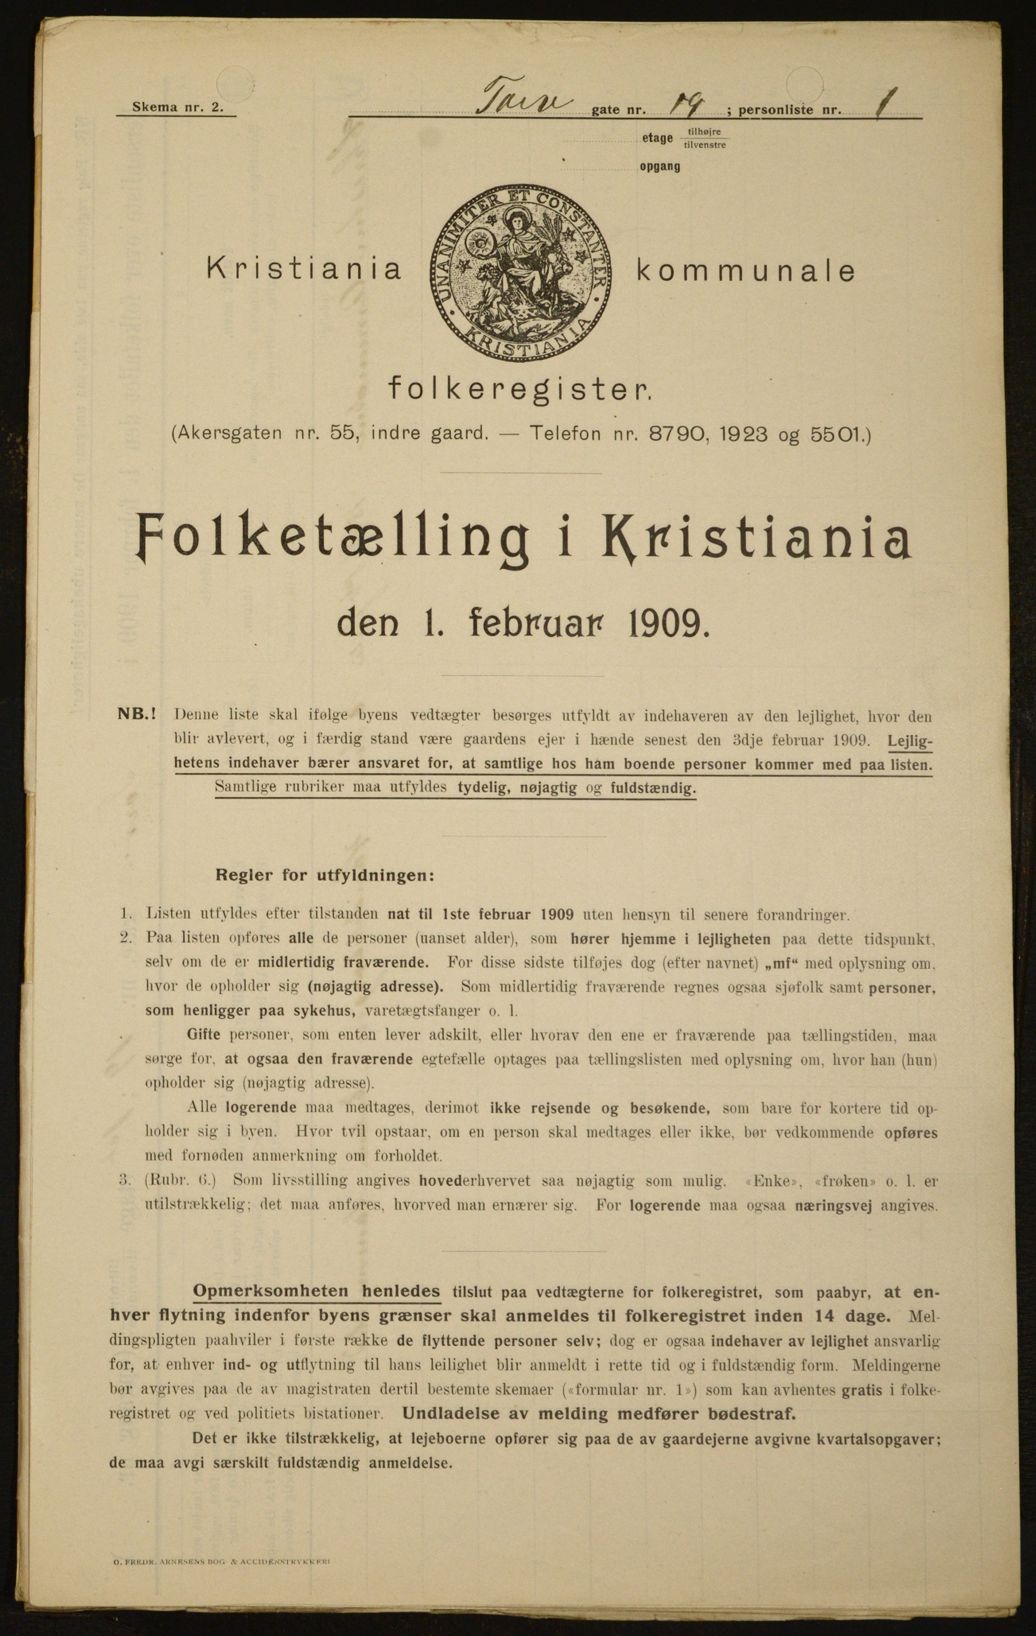 Skema nr. 2.
Torv gate nr. 19 ; personliste nr. 1
etage tilhøjre
tilvenstre
opgang
UNANIMITER ET CONSTANTER
· KRISTIANIA ·
Kristiania kommunale
folkeregister.
(Akersgaten nr. 55, indre gaard. — Telefon nr. 8790, 1923 og 5501.)
Folketælling i Kristiania
den 1. februar 1909.
NB.! Denne liste skal ifølge byens vedtægter besørges utfyldt av indehaveren av den lejlighet, hvor den
blir avlevert, og i færdig stand være gaardens ejer i hænde senest den 3dje februar 1909. Lejlig-
hetens indehaver bærer ansvaret for, at samtlige hos ham boende personer kommer med paa listen.
Samtlige rubriker maa utfyldes tydelig, nøjagtig og fuldstændig.
Regler for utfyldningen:
1. Listen utfyldes efter tilstanden nat til 1ste februar 1909 uten hensyn til senere forandringer.
2. Paa listen opføres alle de personer (uanset alder), som hører hjemme i lejligheten paa dette tidspunkt,
selv om de er midlertidig fraværende. For disse sidste tilføjes dog (efter navnet) „mf“ med oplysning om,
hvor de opholder sig (nøjagtig adresse). Som midlertidig fraværende regnes ogsaa sjøfolk samt personer,
som henligger paa sykehus, varetægtsfanger o. l.
Gifte personer, som enten lever adskilt, eller hvorav den ene er fraværende paa tællingstiden, maa
sørge for, at ogsaa den fraværende egtefælle optages paa tællingslisten med oplysning om, hvor han (hun)
opholder sig (nøjagtig adresse).
Alle logerende maa medtages, derimot ikke rejsende og besøkende, som bare for kortere tid op-
holder sig i byen. Hvor tvil opstaar, om en person skal medtages eller ikke, bør vedkommende opføres
med fornøden anmerkning om forholdet.
3. (Rubr. 6.) Som livsstilling angives hovederhvervet saa nøjagtig som mulig. «Enke», «frøken» o. l. er
utilstrækkelig; det maa anføres, hvorved man ernærer sig. For logerende maa ogsaa næringsvej angives.
Opmerksomheten henledes tilslut paa vedtægterne for folkeregistret, som paabyr, at en-
hver flytning indenfor byens grænser skal anmeldes til folkeregistret inden 14 dage. Mel-
dingspligten paahviler i første række de flyttende personer selv; dog er ogsaa indehaver av lejlighet ansvarlig
for, at enhver ind- og utflytning til hans leilighet blir anmeldt i rette tid og i fuldstændig form. Meldingerne
bør avgives paa de av magistraten dertil bestemte skemaer («formular nr. 1») som kan avhentes gratis i folke-
registret og ved politiets bistationer. Undladelse av melding medfører bødestraf.
Det er ikke tilstrækkelig, at lejeboerne opfører sig paa de av gaardejerne avgivne kvartalsopgaver;
de maa avgi særskilt fuldstændig anmeldelse.
O. FREDR. ARNESENS BOG- & ACCIDENSTRYKKERI